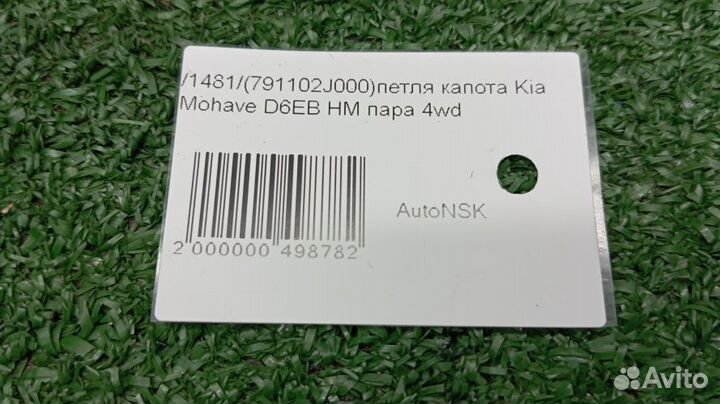 /1481/(791102J000)петля капота Kia
Mohave D6EB HM пара 4wd
AutoNSK
2 000000 498782
Avito